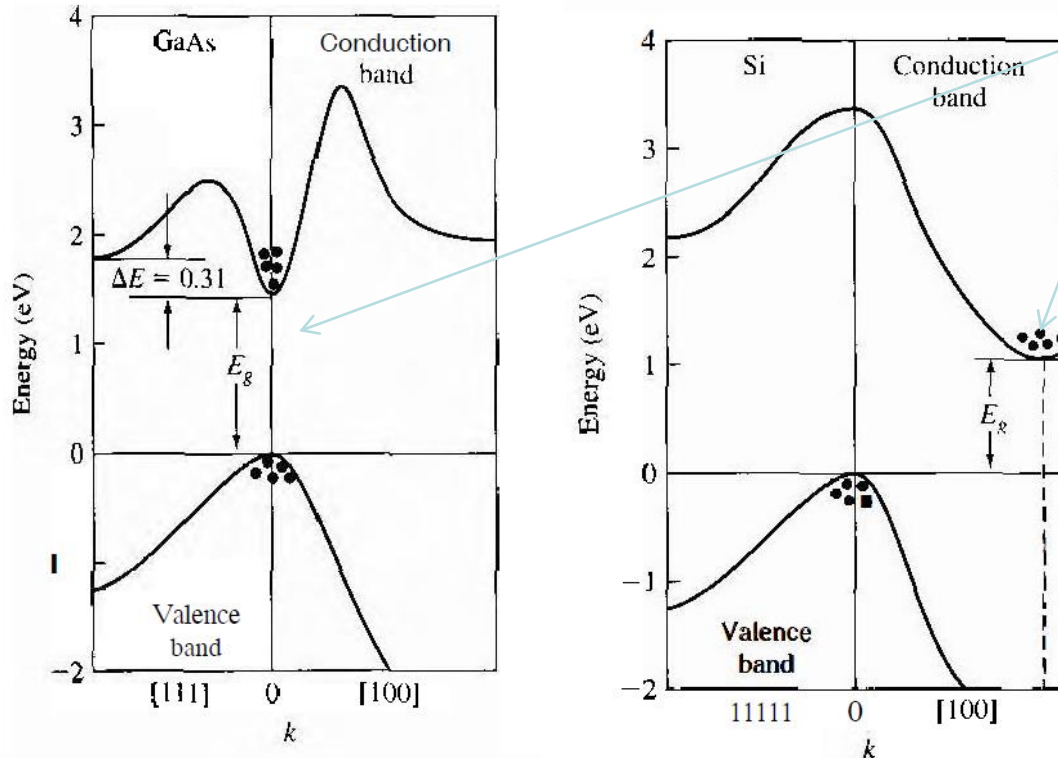 4
GaAs
Conduction
band
3
2
ΔE = 0.31
1
E_g
Energy (eV)
0
I
Valence
band
-2
[111]
0
[100]
k
4
Si
Conduction
band
3
2
1
E_g
Energy (eV)
0
−1
Valence
band
−2
11111
0
[100]
k